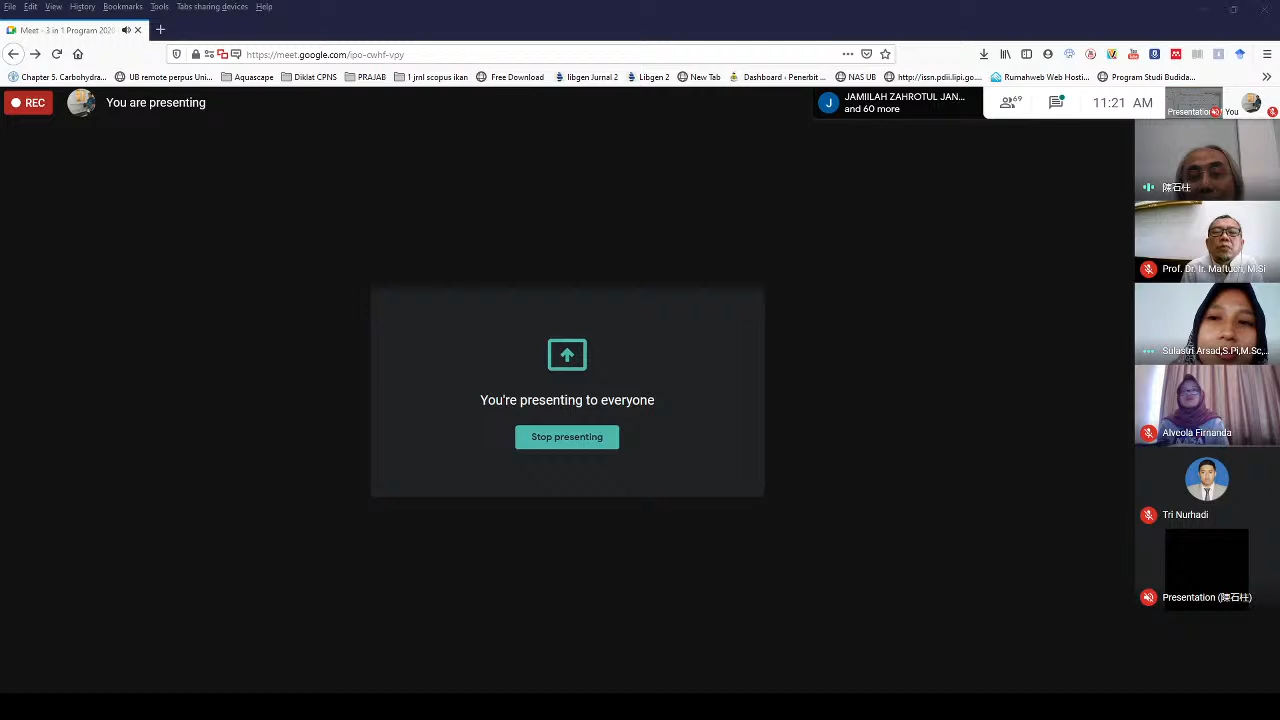 File Edit View History Bookmarks Tools Tabs sharing devices Help
Meet - 3 in 1 Program 2020
https://meet.google.com/ipo-cwhf-vpy
Chapter 5. Carbohydra... UB remote perpus Uni... Aquascape Diklat CPNS PRAJAB 1 jml scopus ikan Free Download libgen Jurnal 2 Libgen 2 New Tab Dashboard ‹ Penerbit ... NAS UB http://issn.pdii.lipi.go... Rumahweb Web Hosti... Program Studi Budida...
REC
You are presenting
J
JAMIILAH ZAHROTUL JAN...
and 60 more
69
11:21 AM
Presentation
You
陳石柱
Prof. Dr. Ir. Maftuch, M.Si
Sulastri Arsad,S.Pi,M.Sc,...
Alveola Firnanda
Tri Nurhadi
Presentation (陳石柱)
You're presenting to everyone
Stop presenting